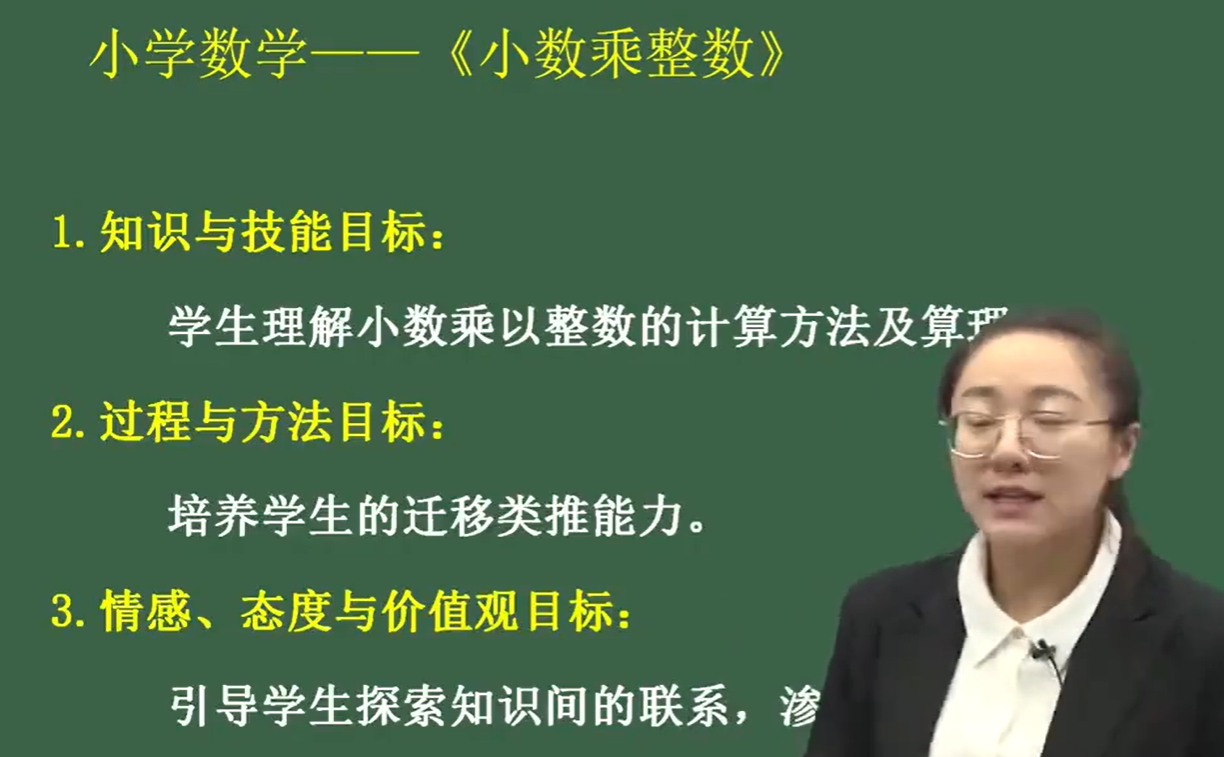 小学数学——《小数乘整数》
1.知识与技能目标：
学生理解小数乘以整数的计算方法及算理
2.过程与方法目标：
培养学生的迁移类推能力。
3.情感、态度与价值观目标：
引导学生探索知识间的联系，渗